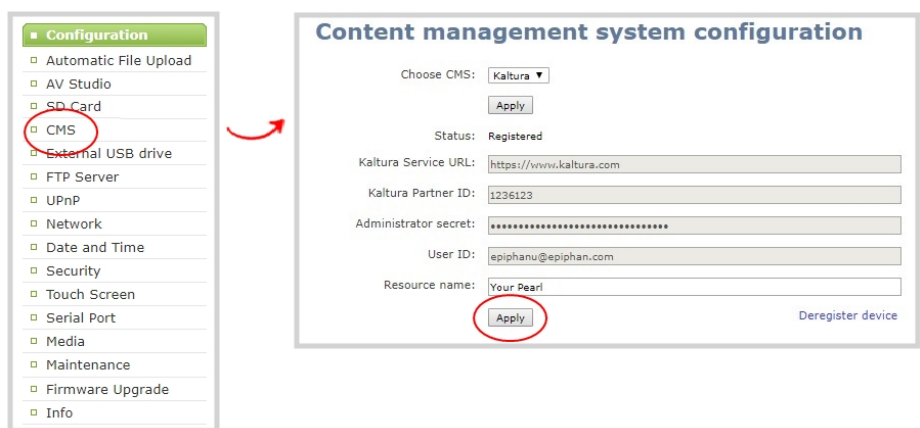 Configuration
Automatic File Upload
AV Studio
SD Card
CMS
External USB drive
FTP Server
UPnP
Network
Date and Time
Security
Touch Screen
Serial Port
Media
Maintenance
Firmware Upgrade
Info
Content management system configuration
Choose CMS: Kaltura ▼
Apply
Status: Registered
Kaltura Service URL: https://www.kaltura.com
Kaltura Partner ID: 1236123
Administrator secret: ••••••••••••••••••••••••••••••••
User ID: epiphanu@epiphan.com
Resource name: Your Pearl
Apply Deregister device